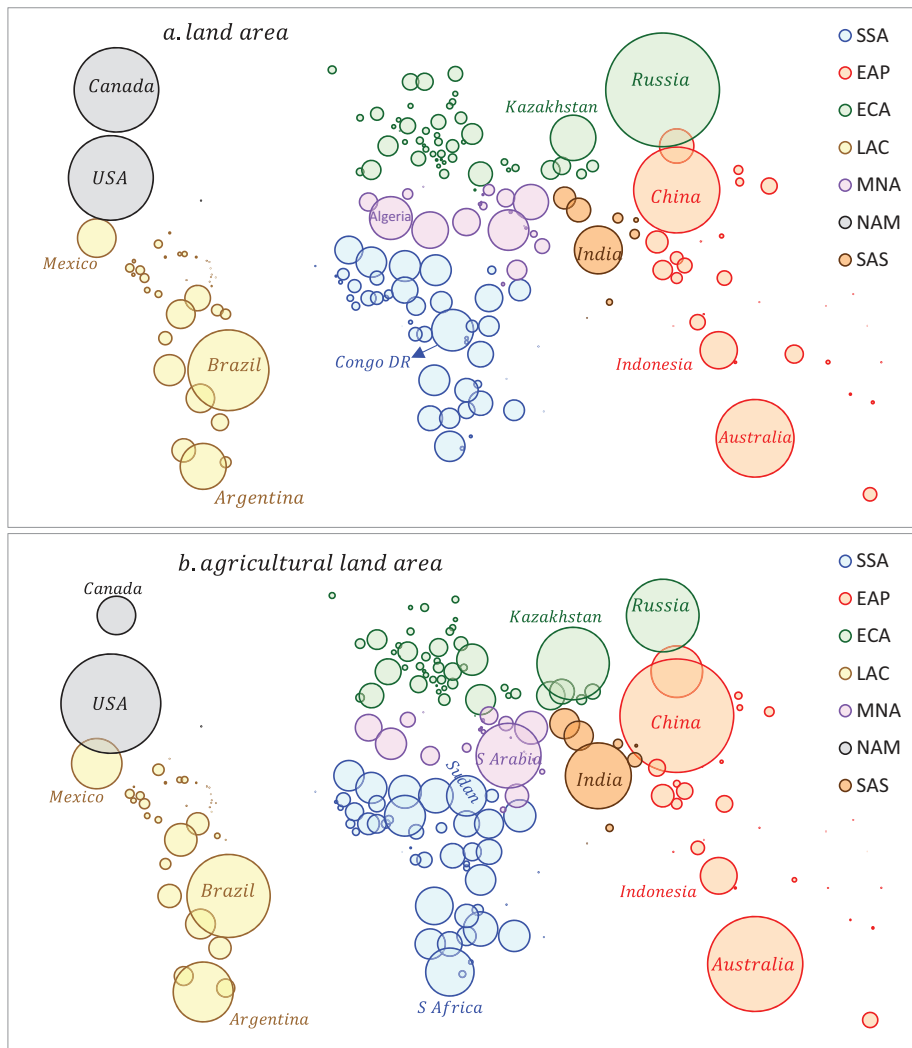 a. land area
SSA
EAP
ECA
LAC
MNA
NAM
SAS
Canada
Russia
Kazakhstan
USA
China
Algeria
Mexico
India
Congo DR
Brazil
Indonesia
Australia
Argentina
b. agricultural land area
SSA
EAP
ECA
LAC
MNA
NAM
SAS
Canada
Russia
Kazakhstan
USA
China
S Arabia
Sudan
India
Mexico
Brazil
Indonesia
Australia
Argentina
S Africa